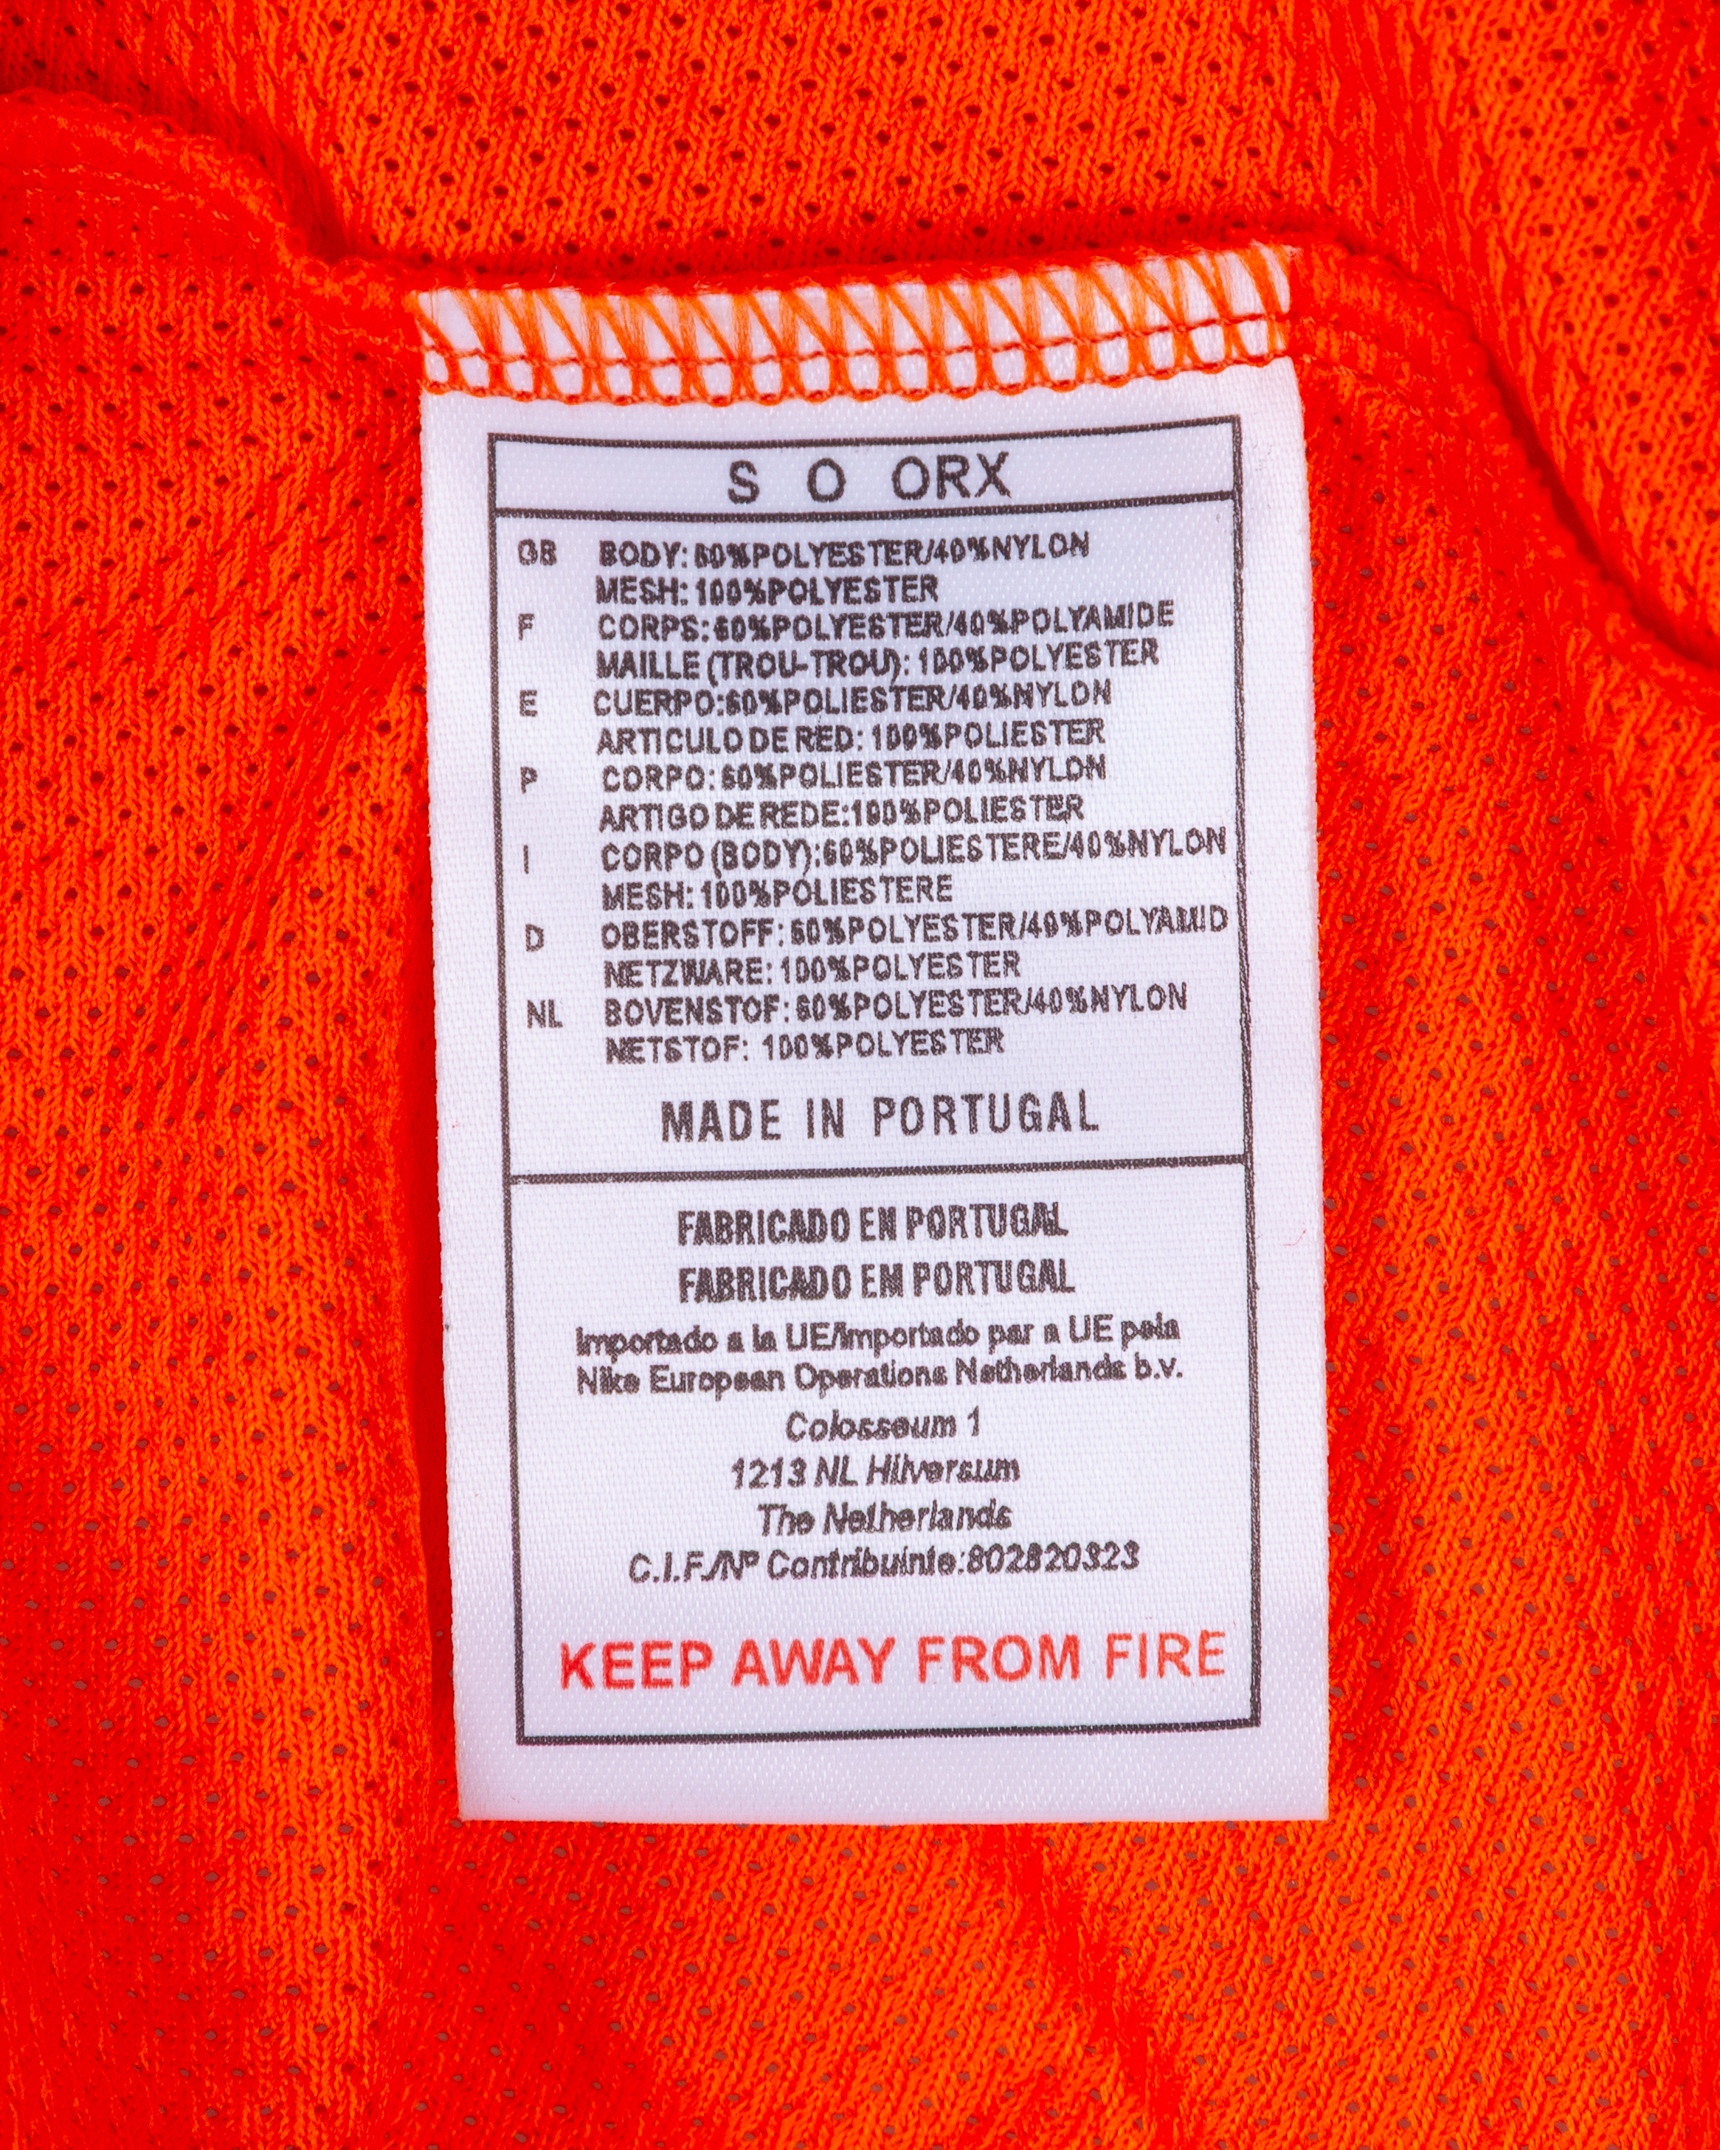 S O ORX
GB BODY: 60%POLYESTER/40%NYLON
MESH: 100%POLYESTER
F CORPS: 60%POLYESTER/40%POLYAMIDE
MAILLE (TROU-TROU): 100%POLYESTER
E CUERPO:60%POLIESTER/40%NYLON
ARTICULO DE RED: 100%POLIESTER
P CORPO: 60%POLIESTER/40%NYLON
ARTIGO DE REDE:100%POLIESTER
I CORPO (BODY):60%POLIESTERE/40%NYLON
MESH: 100%POLIESTERE
D OBERSTOFF: 60%POLYESTER/40%POLYAMID
NETZWARE: 100%POLYESTER
NL BOVENSTOF: 60%POLYESTER/40%NYLON
NETSTOF: 100%POLYESTER
MADE IN PORTUGAL
FABRICADO EN PORTUGAL
FABRICADO EM PORTUGAL
Importado a la UE/Importado par a UE pela
Nike European Operations Netherlands b.v.
Colosseum 1
1213 NL Hilversum
The Netherlands
C.I.F./Nº Contribuinte:802820323
KEEP AWAY FROM FIRE